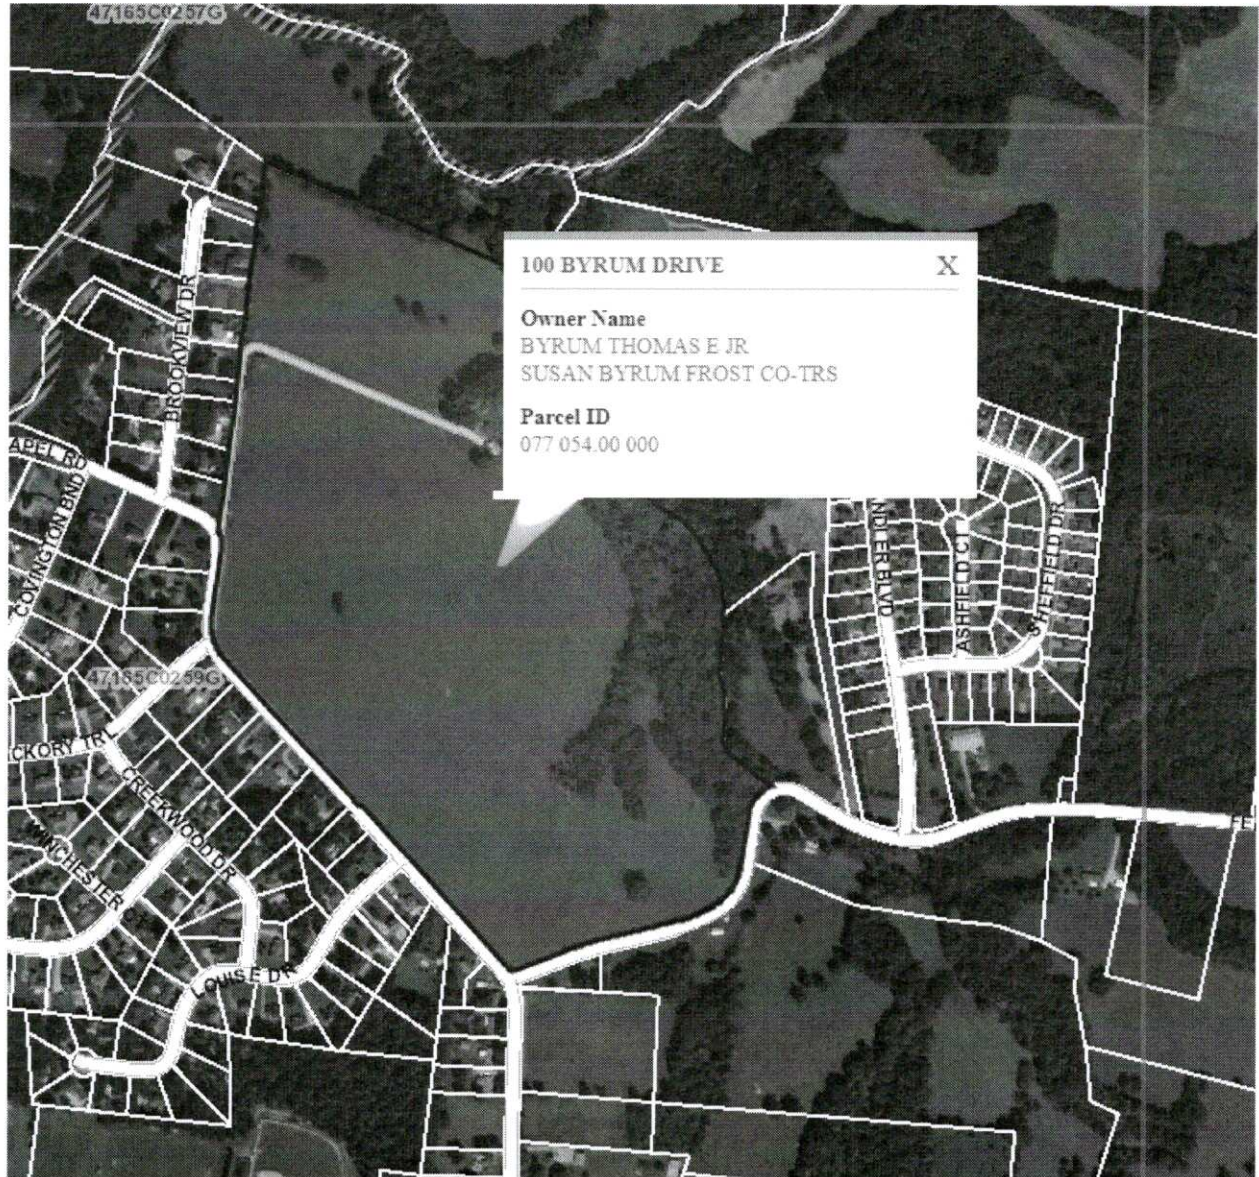 47165C0257G
100 BYRUM DRIVE X
Owner Name
BYRUM THOMAS E JR
SUSAN BYRUM FROST CO-TRS
Parcel ID
077 054.00 000
BROOKVIEW DR
APEL RD
COVINGTON BND
NDLER BLVD
ASHFIELD CT
SHEFFIELD DR
47165C0259G
ICKORY TRL
CREEKWOOD DR
WINCHESTER
LOUISE DR
FE